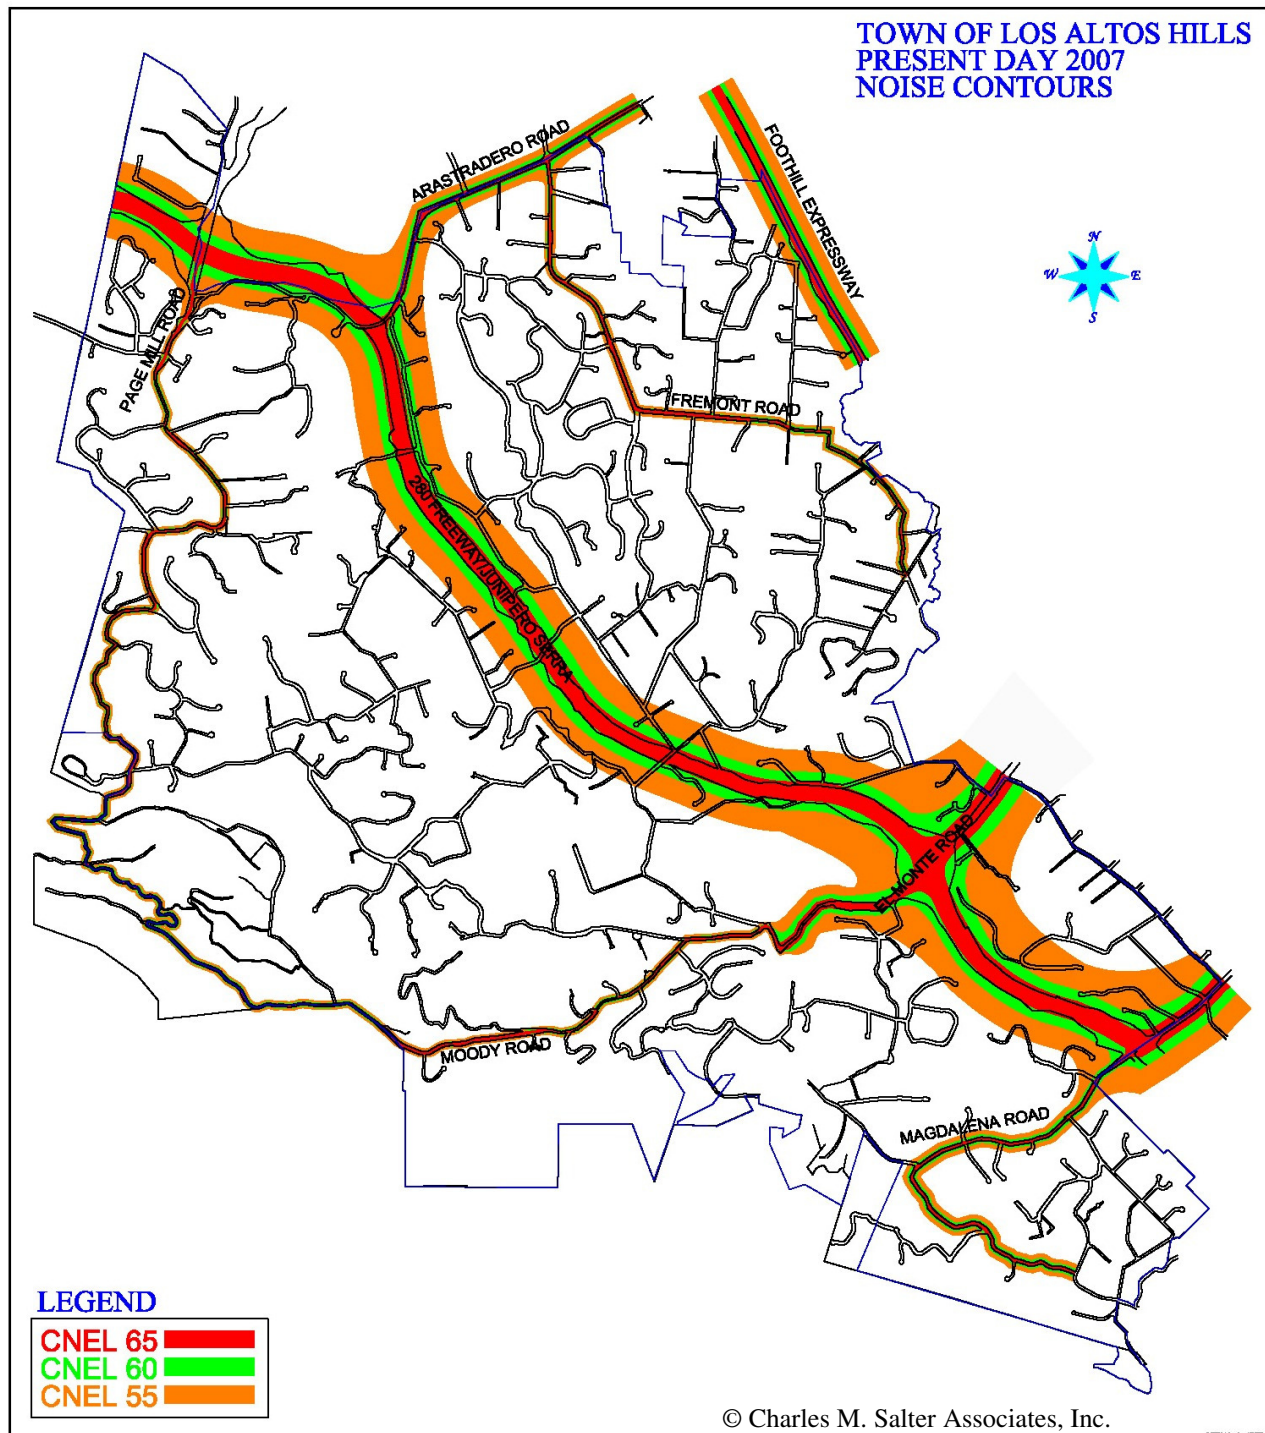 TOWN OF LOS ALTOS HILLS
PRESENT DAY 2007
NOISE CONTOURS
ARASTRADERO ROAD
FOOTHILL EXPRESSWAY
N
W
E
S
PAGE MILL ROAD
FREMONT ROAD
280 FREEWAY/JUNIPERO SERRA
EL MONTE ROAD
MOODY ROAD
MAGDALENA ROAD
LEGEND
CNEL 65
CNEL 60
CNEL 55
© Charles M. Salter Associates, Inc.